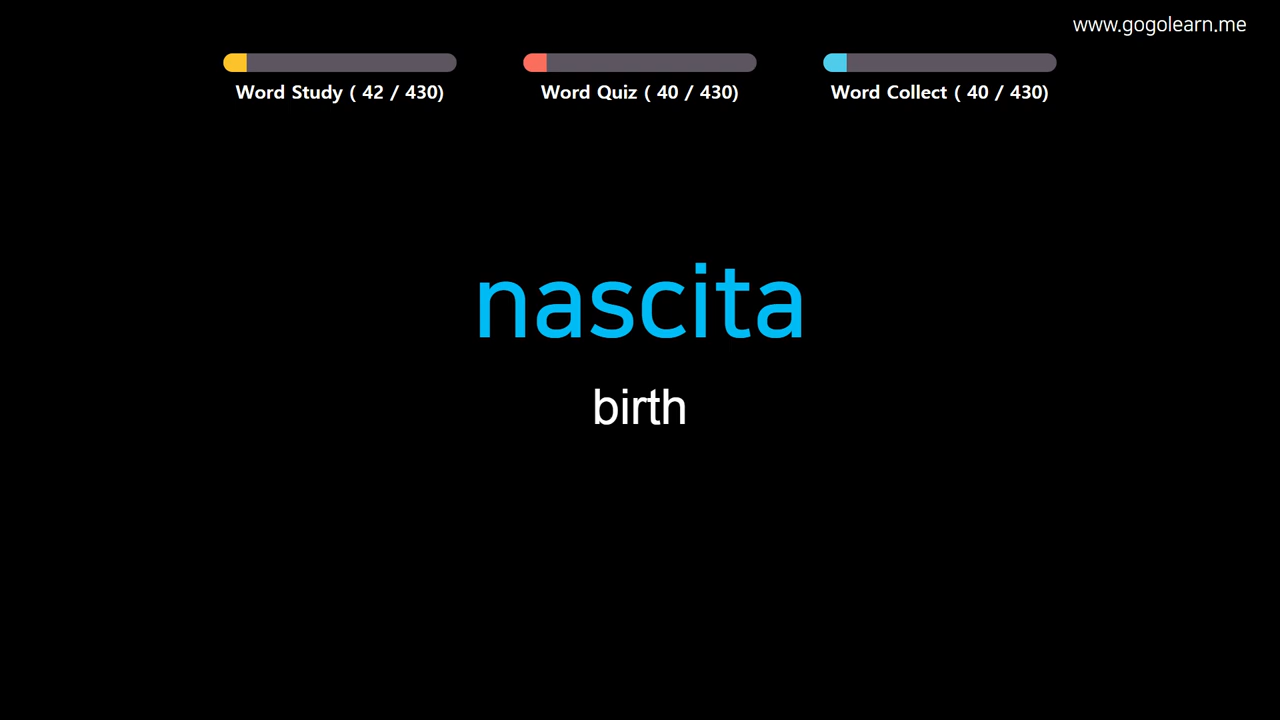 www.gogolearn.me
Word Study ( 42 / 430)
Word Quiz ( 40 / 430)
Word Collect ( 40 / 430)
nascita
birth